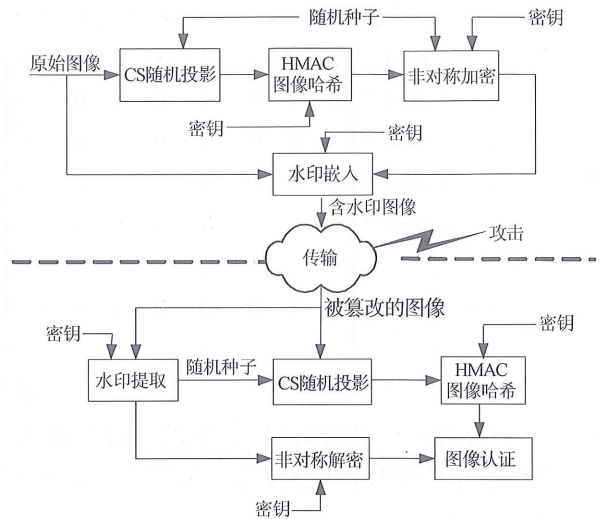 随机种子
密钥
原始图像
CS随机投影
HMAC
图像哈希
非对称加密
密钥
密钥
水印嵌入
含水印图像
传输
攻击
被篡改的图像
密钥
密钥
水印提取
随机种子
CS随机投影
HMAC
图像哈希
非对称解密
图像认证
密钥